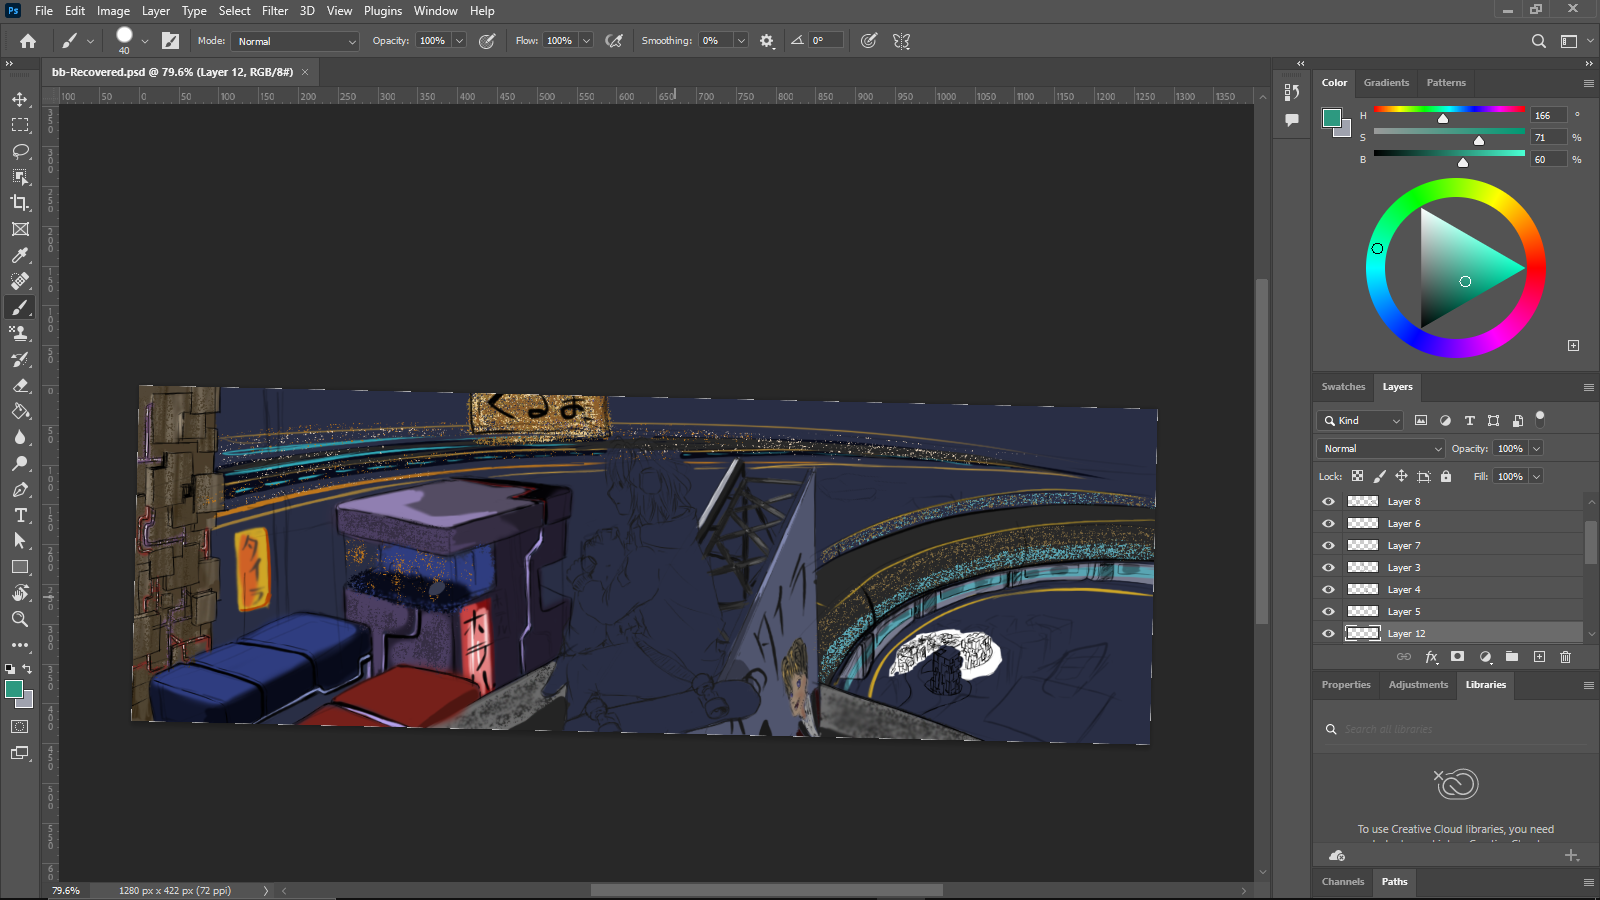 Ps File Edit Image Layer Type Select Filter 3D View Plugins Window Help
40 Mode: Normal Opacity: 100% Flow: 100% Smoothing: 0% 0°
bb-Recovered.psd @ 79.6% (Layer 12, RGB/8#)
100 50 0 50 100 150 200 250 300 350 400 450 500 550 600 650 700 750 800 850 900 950 1000 1050 1100 1150 1200 1250 1300 1350
Color Gradients Patterns
H 166 °
S 71 %
B 60 %
Swatches Layers
Kind
Normal Opacity: 100%
Lock: Fill: 100%
Layer 8
Layer 6
Layer 7
Layer 3
Layer 4
Layer 5
Layer 12
Properties Adjustments Libraries
Search all libraries
To use Creative Cloud libraries, you need
Channels Paths
79.6% 1280 px x 422 px (72 ppi)
くるま
タイラ
ホラリ